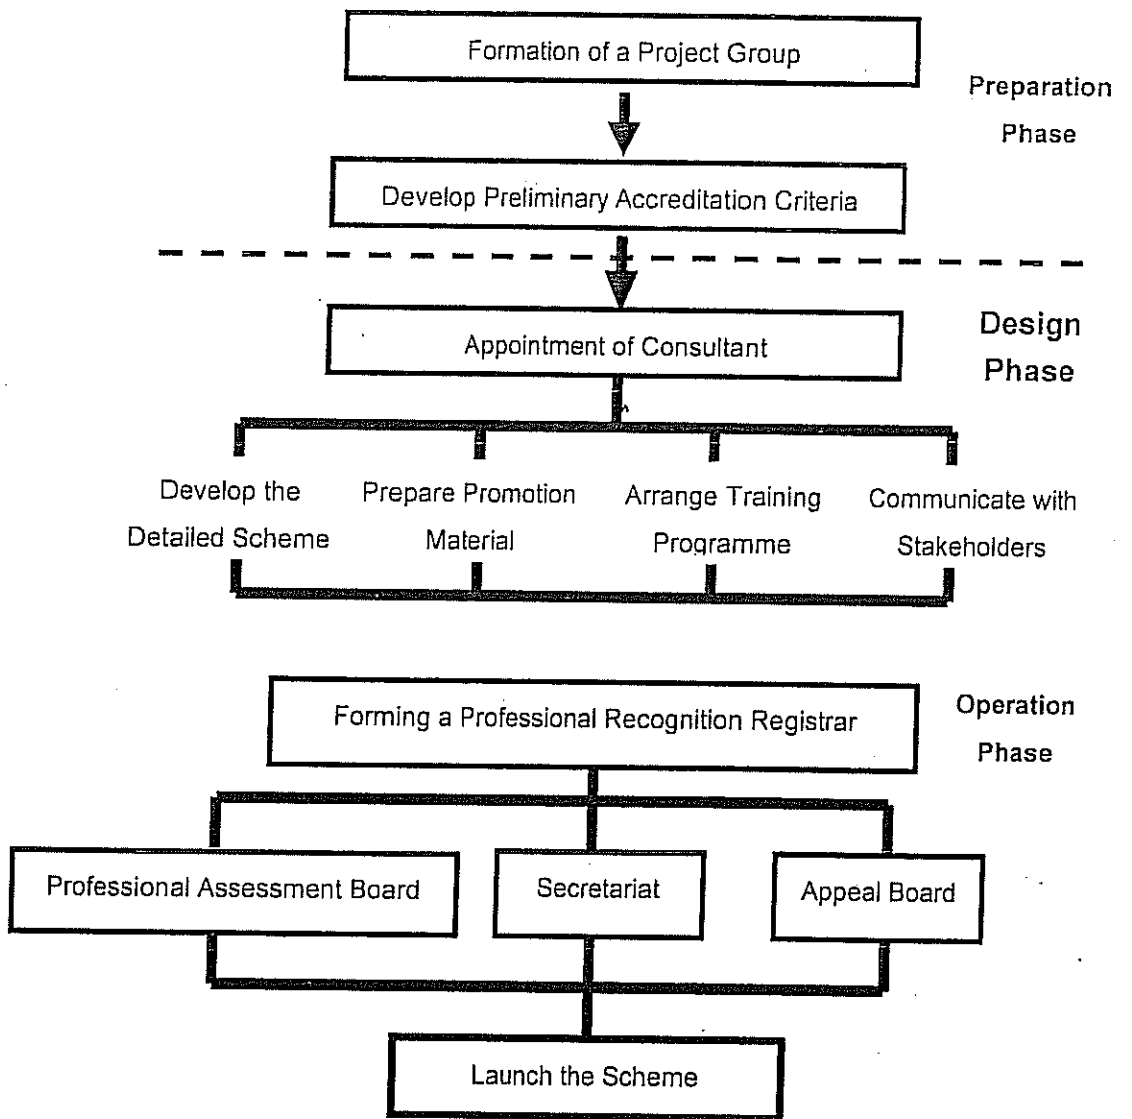 Formation of a Project Group
Preparation
Phase
Develop Preliminary Accreditation Criteria
Design
Phase
Appointment of Consultant
Develop the
Detailed Scheme
Prepare Promotion
Material
Arrange Training
Programme
Communicate with
Stakeholders
Forming a Professional Recognition Registrar
Operation
Phase
Professional Assessment Board
Secretariat
Appeal Board
Launch the Scheme